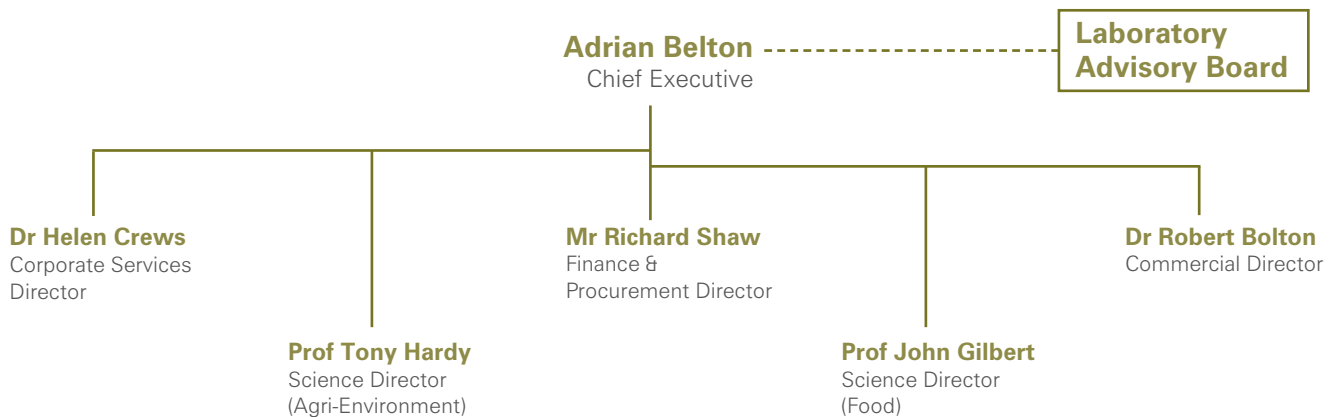 Adrian Belton
Chief Executive
Laboratory
Advisory Board
Dr Helen Crews
Corporate Services
Director
Mr Richard Shaw
Finance &
Procurement Director
Dr Robert Bolton
Commercial Director
Prof Tony Hardy
Science Director
(Agri-Environment)
Prof John Gilbert
Science Director
(Food)